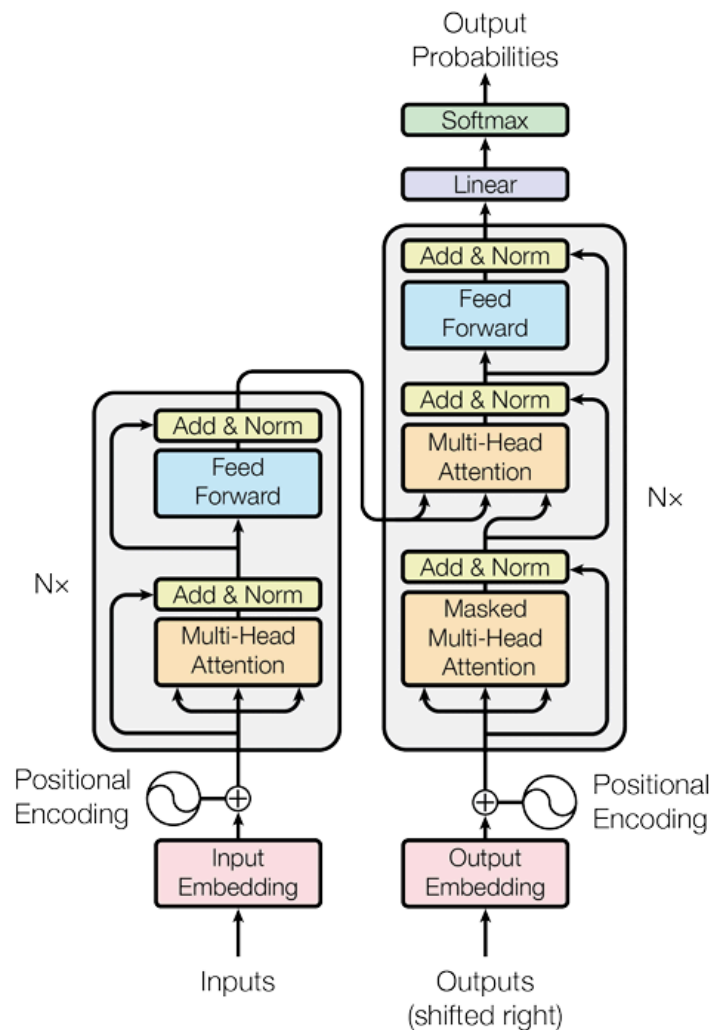 Output
Probabilities
Softmax
Linear
Add & Norm
Feed
Forward
Add & Norm
Multi-Head
Attention
Add & Norm
Masked
Multi-Head
Attention
N×
Add & Norm
Feed
Forward
Add & Norm
Multi-Head
Attention
N×
Positional
Encoding
Positional
Encoding
Input
Embedding
Output
Embedding
Inputs
Outputs
(shifted right)